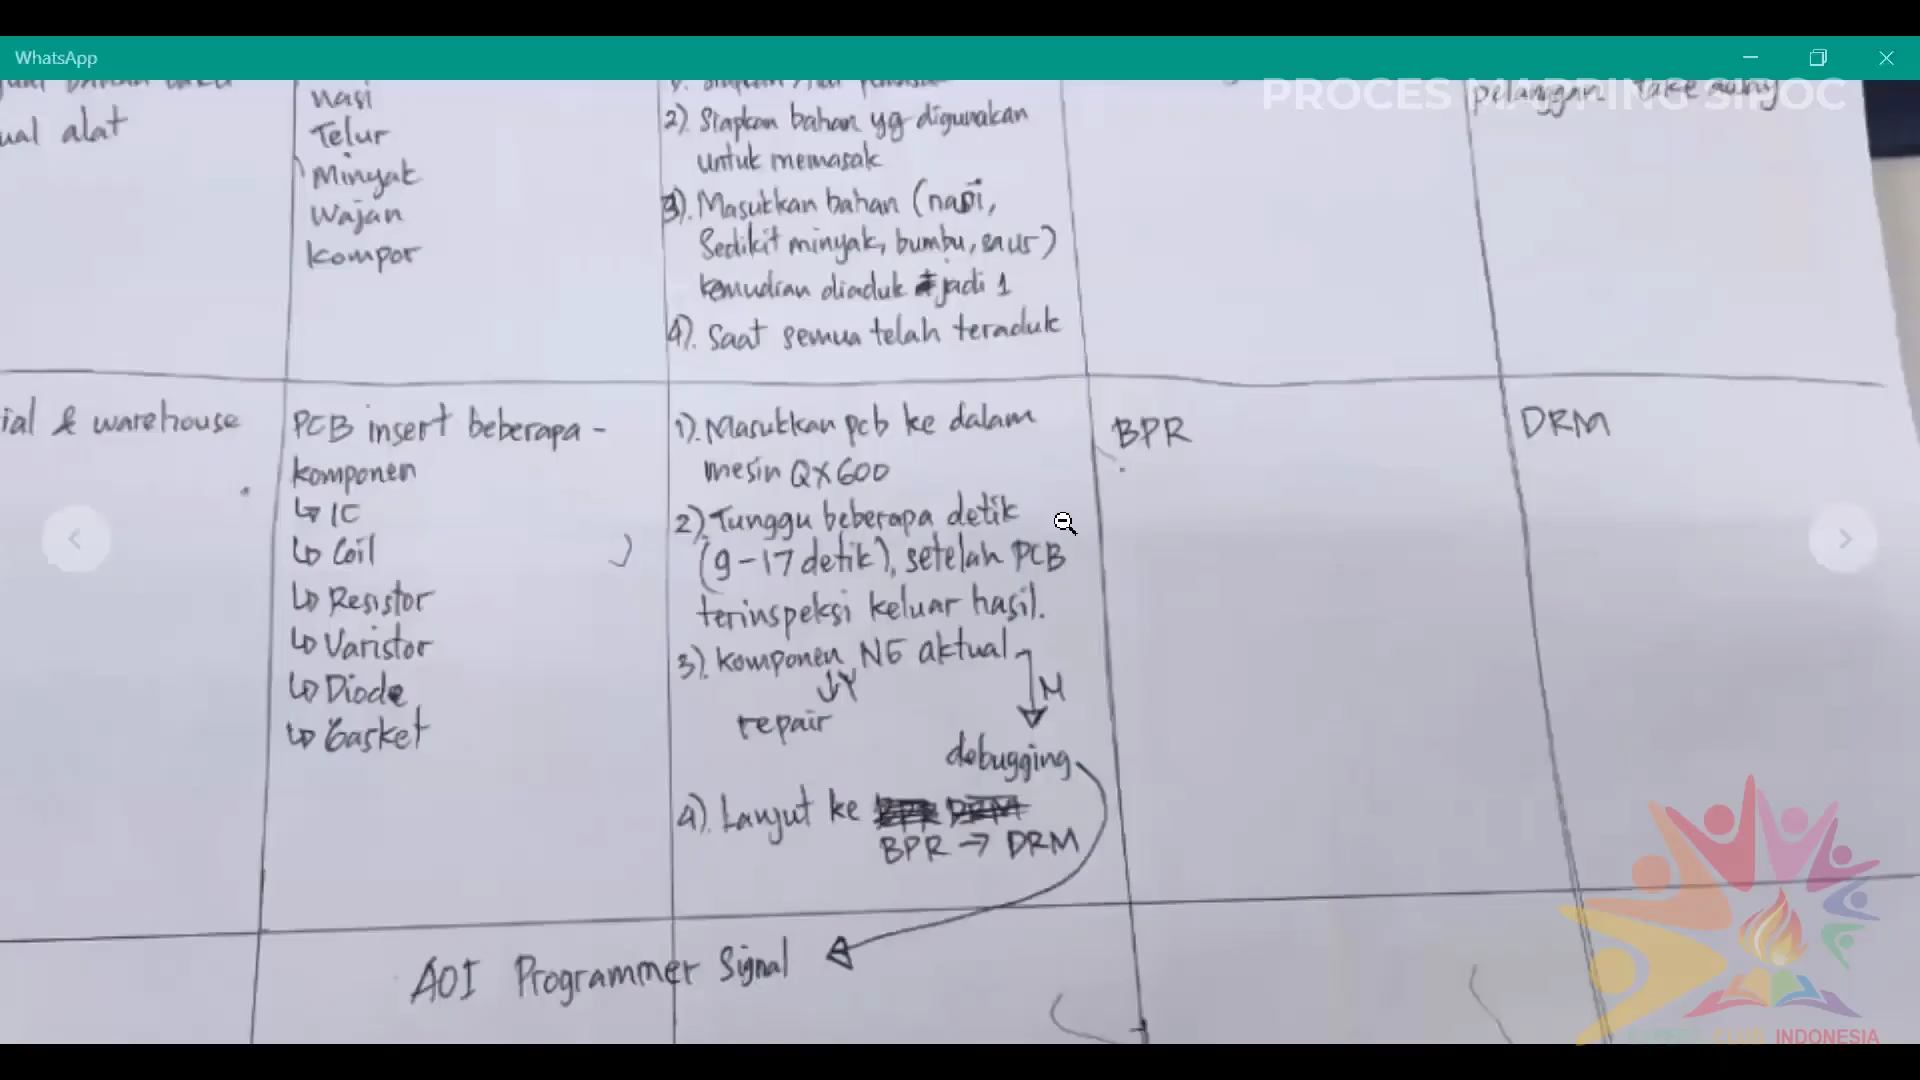 WhatsApp
PROCES MAPPING SIPOC
ual alat
nasi
Telur
Minyak
Wajan
Kompor
2). Siapkan bahan yg digunakan
untuk memasak
3). Masukkan bahan (nasi,
Sedikit minyak, bumbu, saus)
kemudian diaduk jadi 1
4). Saat semua telah teraduk
pelanggan take away
ial & warehouse
PCB insert beberapa -
komponen
↳ IC
↳ Coil
↳ Resistor
↳ Varistor
↳ Diode
↳ Gasket
1). Masukkan pcb ke dalam
mesin QX600
2). Tunggu beberapa detik
(9-17 detik), setelah PCB
terinspeksi keluar hasil.
3). Komponen NG aktual
↓Y
N
repair
debugging
4). Lanjut ke
BPR → DRM
BPR
DRM
AOI Programmer Signal
CLUB INDONESIA